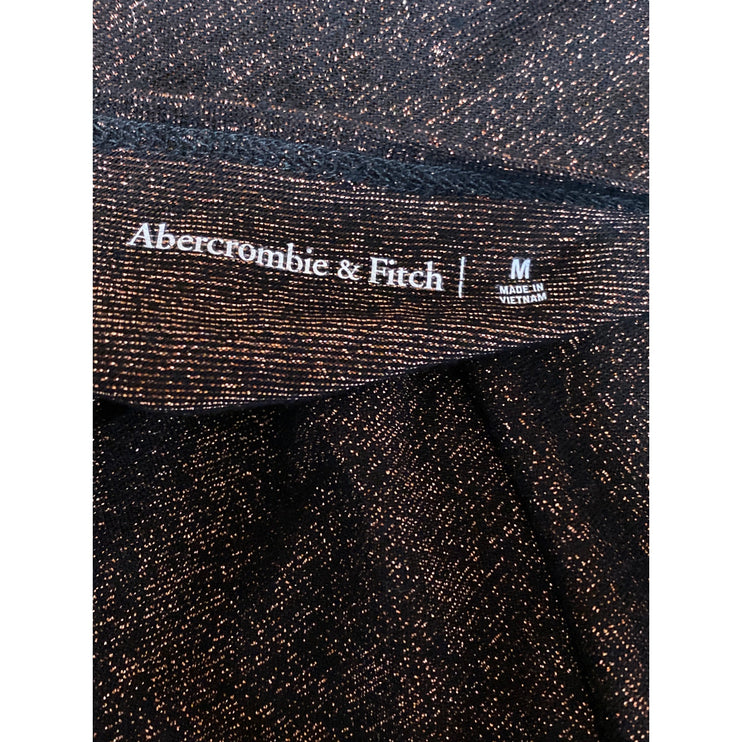 Abercrombie & Fitch | M
MADE IN
VIETNAM